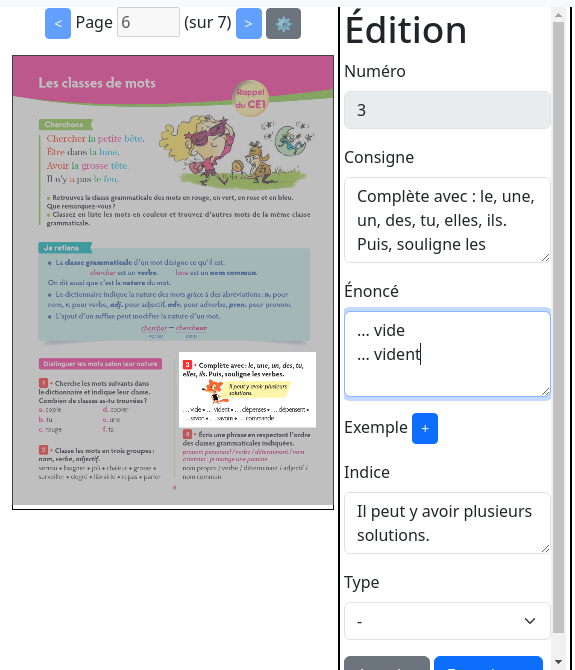 < Page 6 (sur 7) > ⚙️
Les classes de mots
Rappel
du CE1
Cherchons
Chercher la petite bête.
Être dans la lune.
Avoir la grosse tête.
Il n'y a pas le feu.
• Retrouvez la classe grammaticale des mots en rouge, en vert, en rose et en bleu.
Que remarquez-vous ?
• Classez en liste les mots en couleur et trouvez d'autres mots de la même classe
grammaticale.
Je retiens
• La classe grammaticale d'un mot désigne ce qu'il est.
chercher est un verbe. lune est un nom commun.
On dit aussi que c'est la nature du mot.
• Le dictionnaire indique la nature des mots grâce à des abréviations : n. pour
nom, v. pour verbe, adj. pour adjectif, adv. pour adverbe, pron. pour pronom.
• L'ajout d'un suffixe peut modifier la nature d'un mot.
chercher → chercheur
verbe nom
Distinguer les mots selon leur nature
1 • Cherche les mots suivants dans
le dictionnaire et indique leur classe.
Combien de classes as-tu trouvées ?
a. copie d. copier
b. tu e. une
c. rouge f. ta
2 • Classe les mots en trois groupes :
nom, verbe, adjectif.
verrou • baigner • joli • chaleur • grosse •
surveiller • degré • librairie • repas • parler
3 • Complète avec : le, une, un, des, tu,
elles, ils. Puis, souligne les verbes.
Il peut y avoir plusieurs
solutions.
... vide • ... vident • ... dépenses • ... dépensent •
... savon • ... savons • ... commande
4 • Écris une phrase en respectant l'ordre
des classes grammaticales indiquées.
pronom personnel / verbe / déterminant / nom
commun : je mange une pomme.
nom propre / verbe / déterminant / adjectif /
nom commun
Édition
Numéro
3
Consigne
Complète avec : le, une,
un, des, tu, elles, ils.
Puis, souligne les
Énoncé
... vide
... vident
Exemple +
Indice
Il peut y avoir plusieurs
solutions.
Type
-